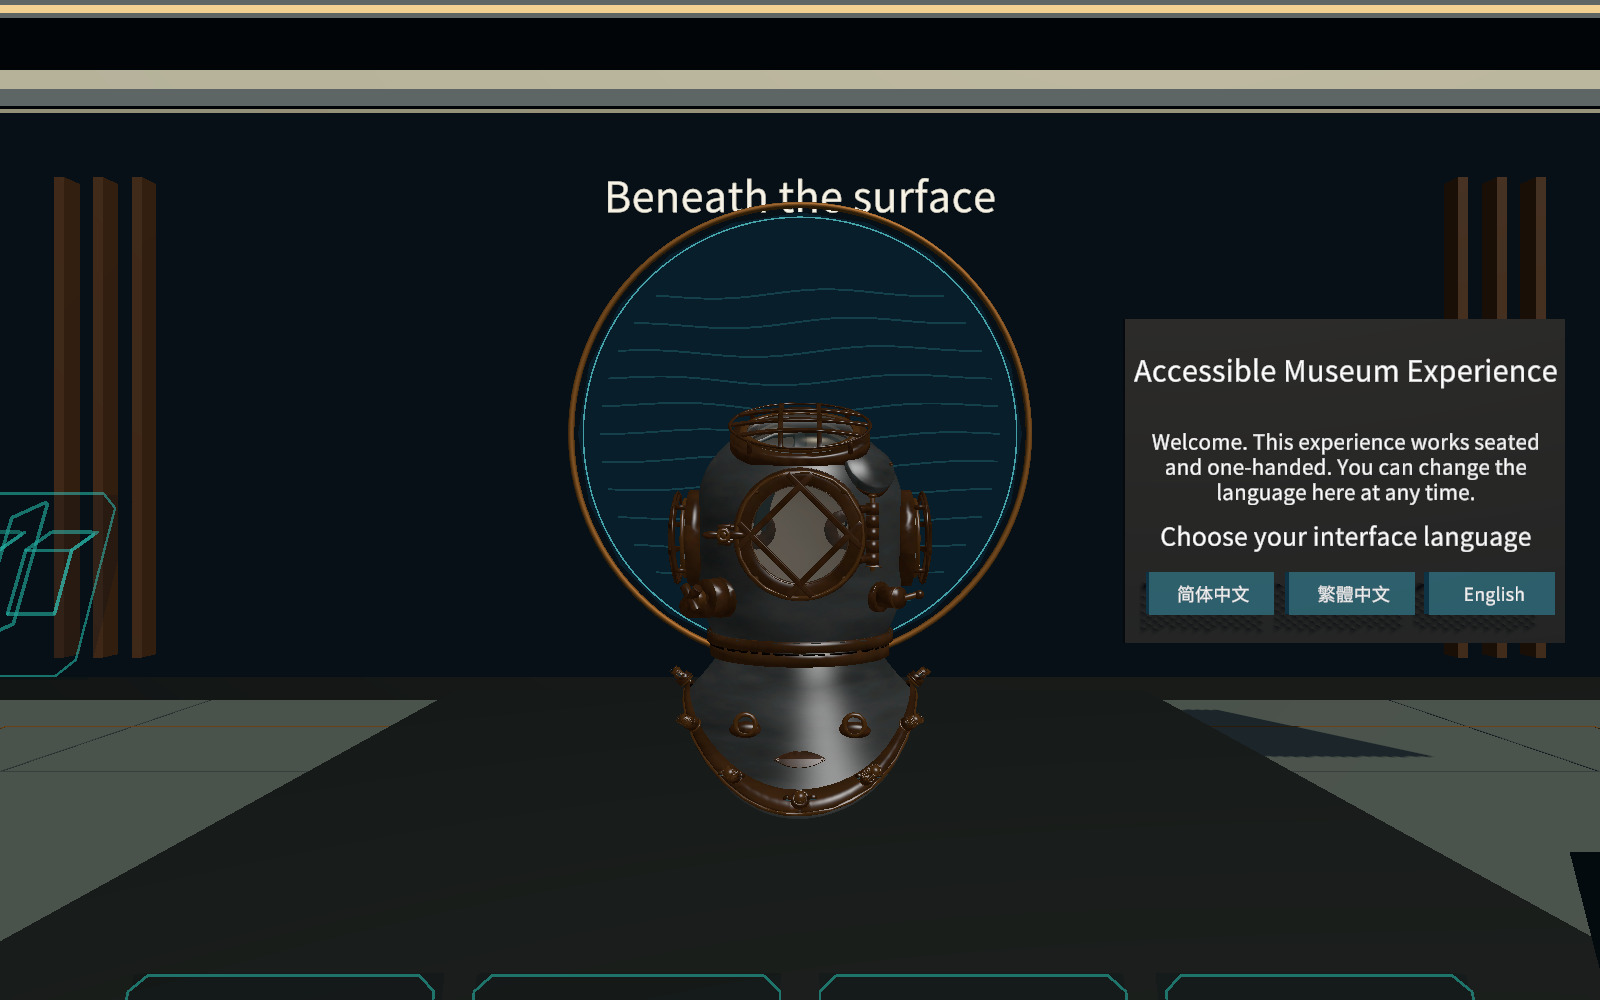 Beneath the surface
Accessible Museum Experience
Welcome. This experience works seated
and one-handed. You can change the
language here at any time.
Choose your interface language
简体中文
繁體中文
English